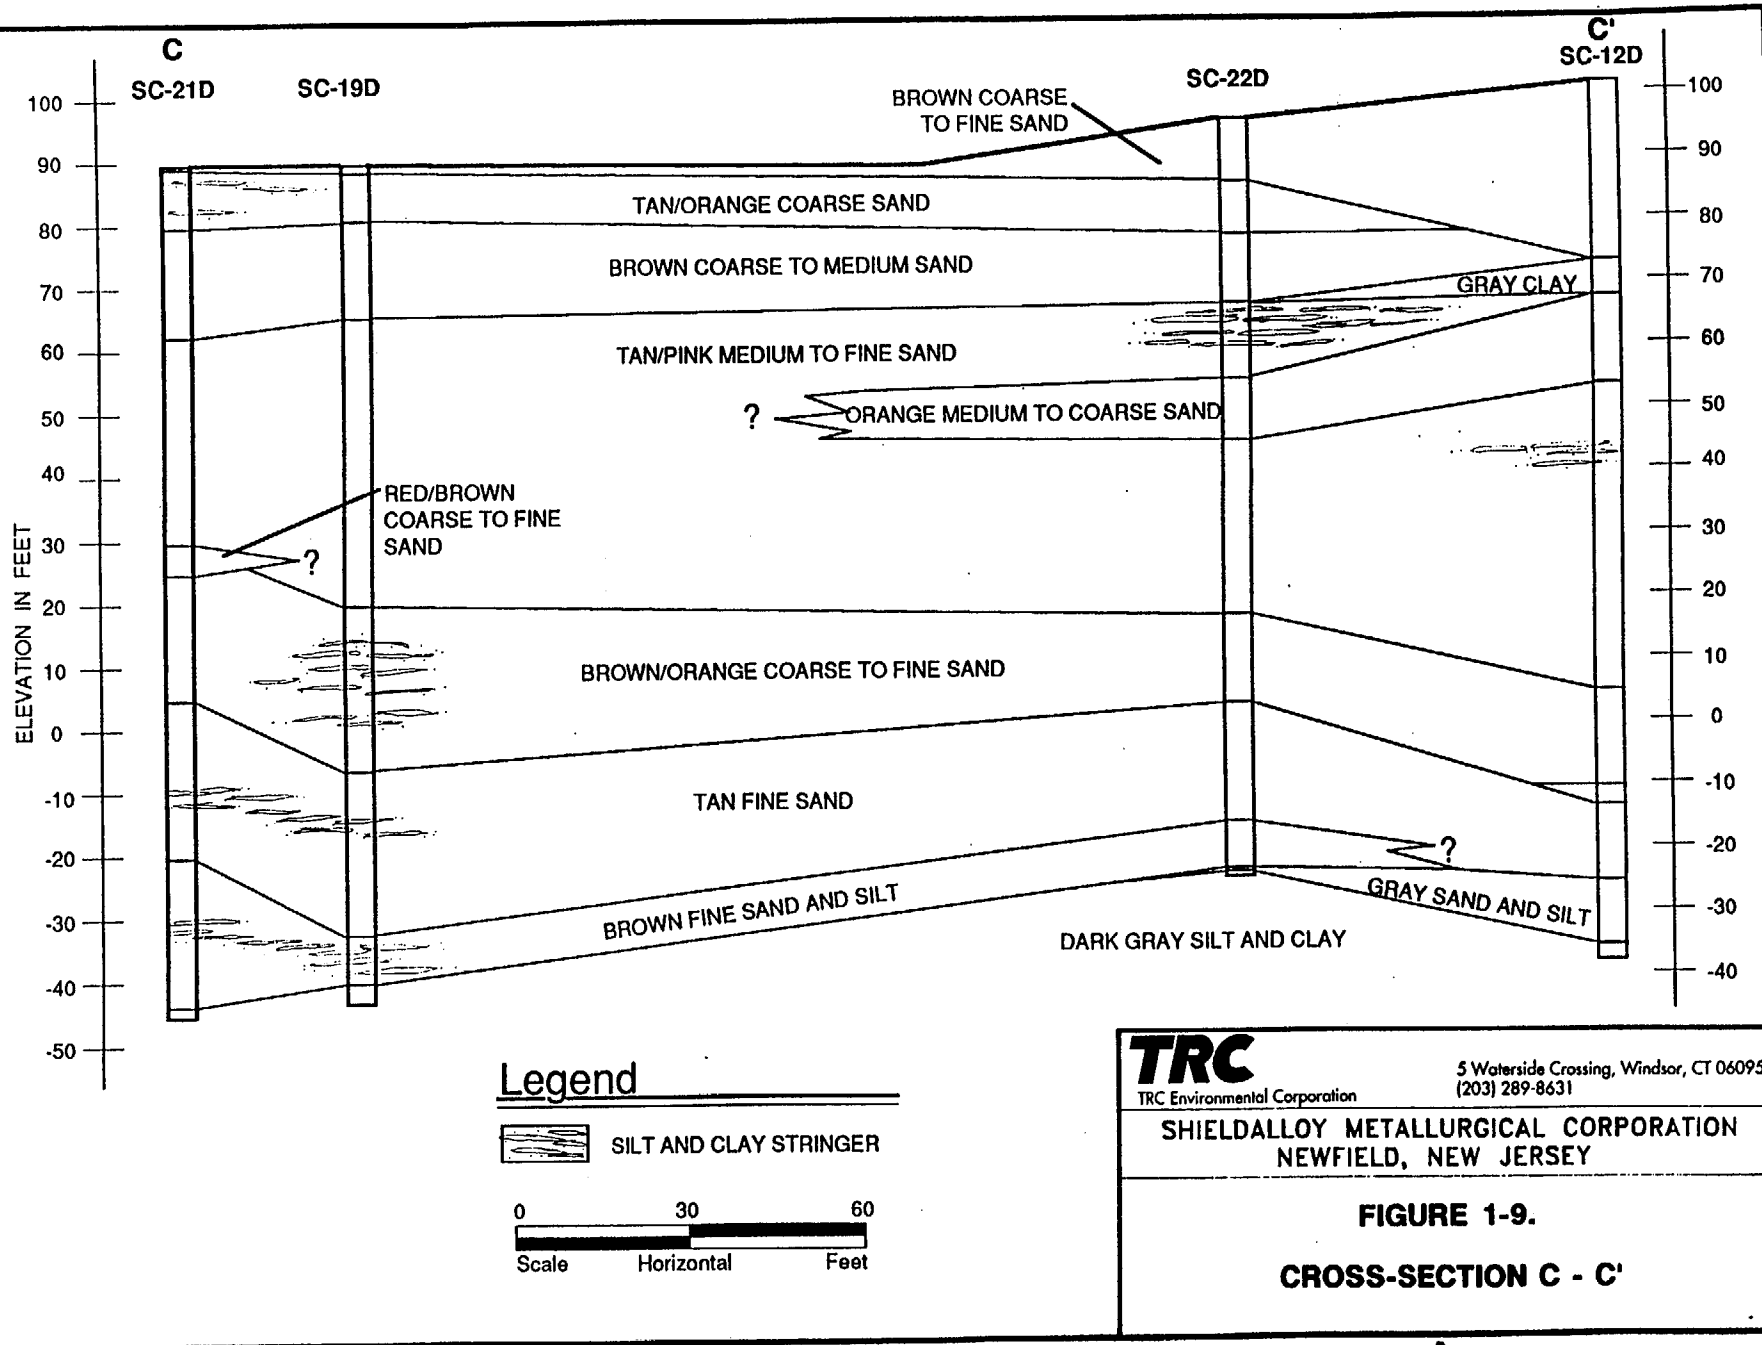 C
C'
SC-21D
SC-19D
SC-22D
SC-12D
BROWN COARSE
TO FINE SAND
100
90
80
70
60
50
40
30
20
10
0
-10
-20
-30
-40
-50
ELEVATION IN FEET
100
90
80
70
60
50
40
30
20
10
0
-10
-20
-30
-40
TAN/ORANGE COARSE SAND
BROWN COARSE TO MEDIUM SAND
GRAY CLAY
TAN/PINK MEDIUM TO FINE SAND
? ORANGE MEDIUM TO COARSE SAND
RED/BROWN
COARSE TO FINE
SAND
?
BROWN/ORANGE COARSE TO FINE SAND
TAN FINE SAND
?
BROWN FINE SAND AND SILT
GRAY SAND AND SILT
DARK GRAY SILT AND CLAY
Legend
SILT AND CLAY STRINGER
0 30 60
Scale Horizontal Feet
TRC
TRC Environmental Corporation
5 Waterside Crossing, Windsor, CT 06095
(203) 289-8631
SHIELDALLOY METALLURGICAL CORPORATION
NEWFIELD, NEW JERSEY
FIGURE 1-9.
CROSS-SECTION C - C'